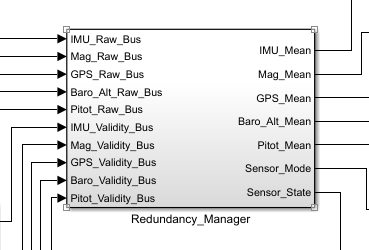 IMU_Raw_Bus
Mag_Raw_Bus
GPS_Raw_Bus
Baro_Alt_Raw_Bus
Pitot_Raw_Bus
IMU_Validity_Bus
Mag_Validity_Bus
GPS_Validity_Bus
Baro_Validity_Bus
Pitot_Validity_Bus
IMU_Mean
Mag_Mean
GPS_Mean
Baro_Alt_Mean
Pitot_Mean
Sensor_Mode
Sensor_State
Redundancy_Manager